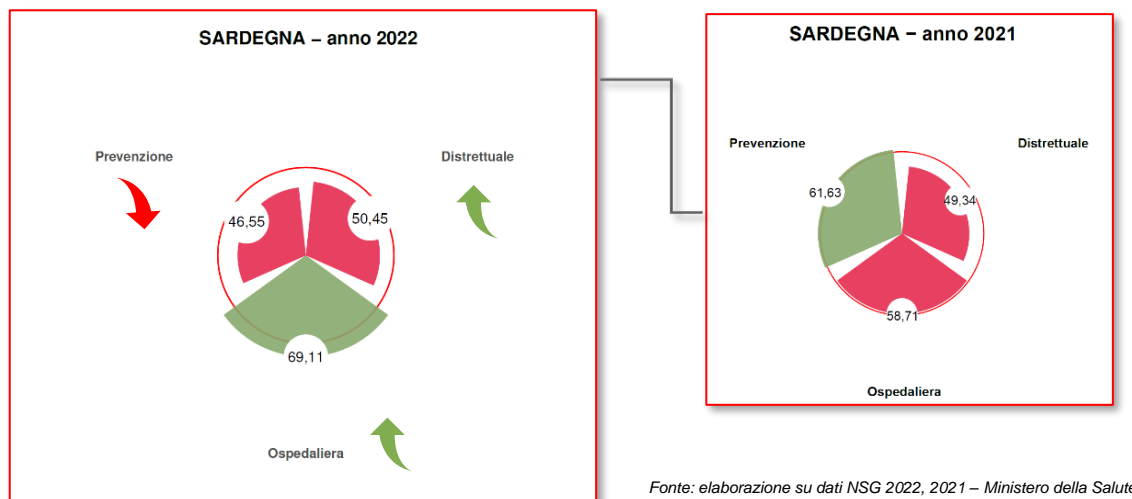 SARDEGNA – anno 2022
Prevenzione
Distrettuale
46,55
50,45
69,11
Ospedaliera
SARDEGNA – anno 2021
Prevenzione
Distrettuale
61,63
49,34
58,71
Ospedaliera
Fonte: elaborazione su dati NSG 2022, 2021 – Ministero della Salute